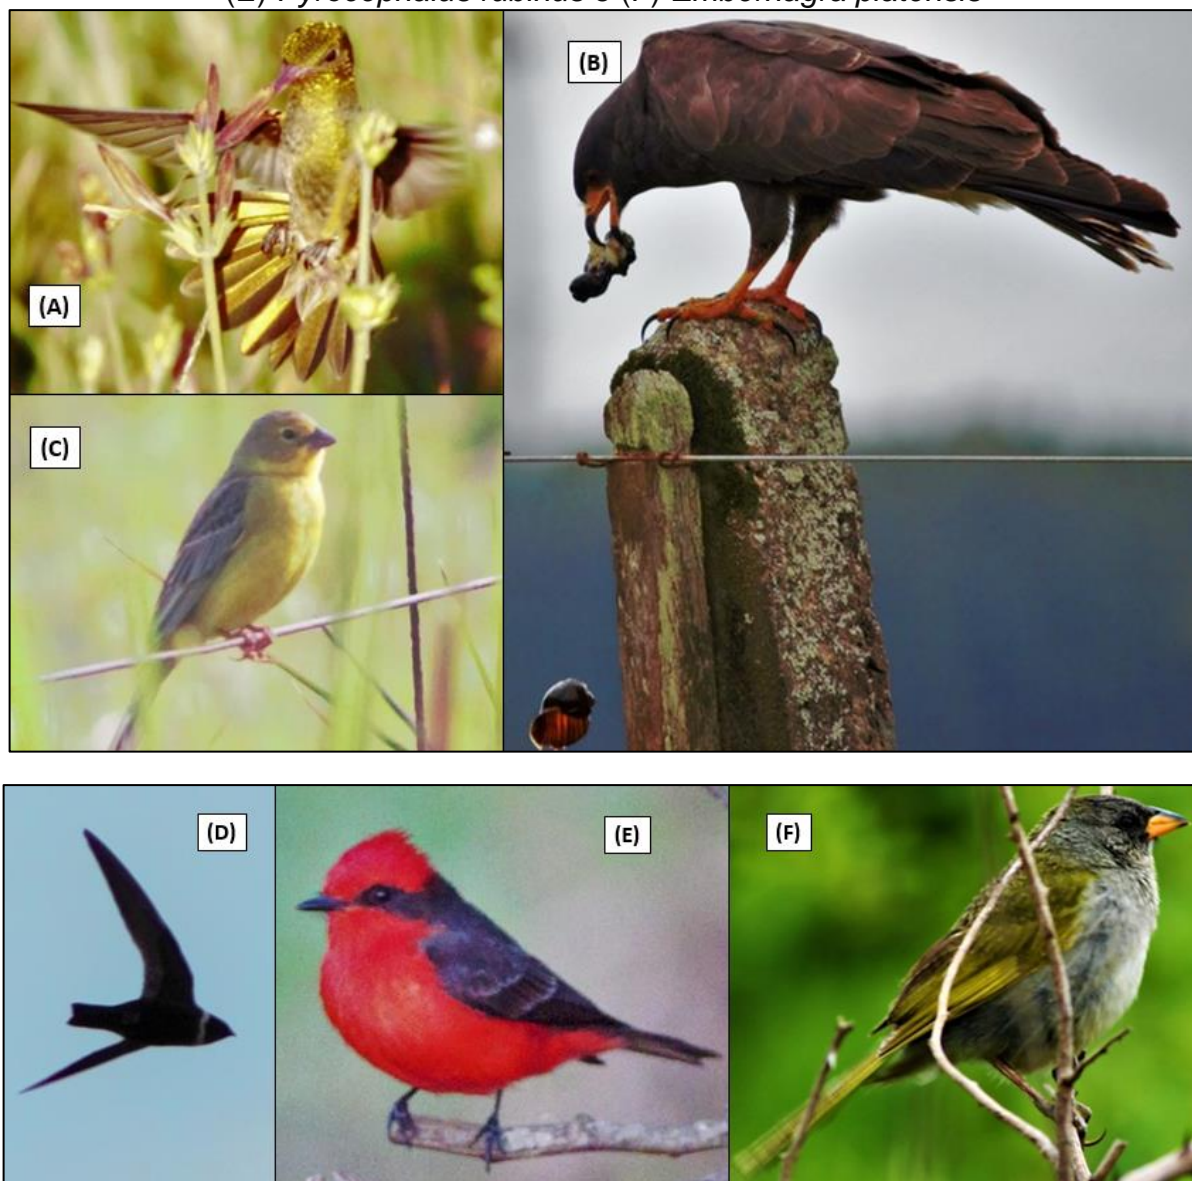 (E) Pyrocephalus rubinus e (F) Embernagra platensis
(A)
(B)
(C)
(D)
(E)
(F)